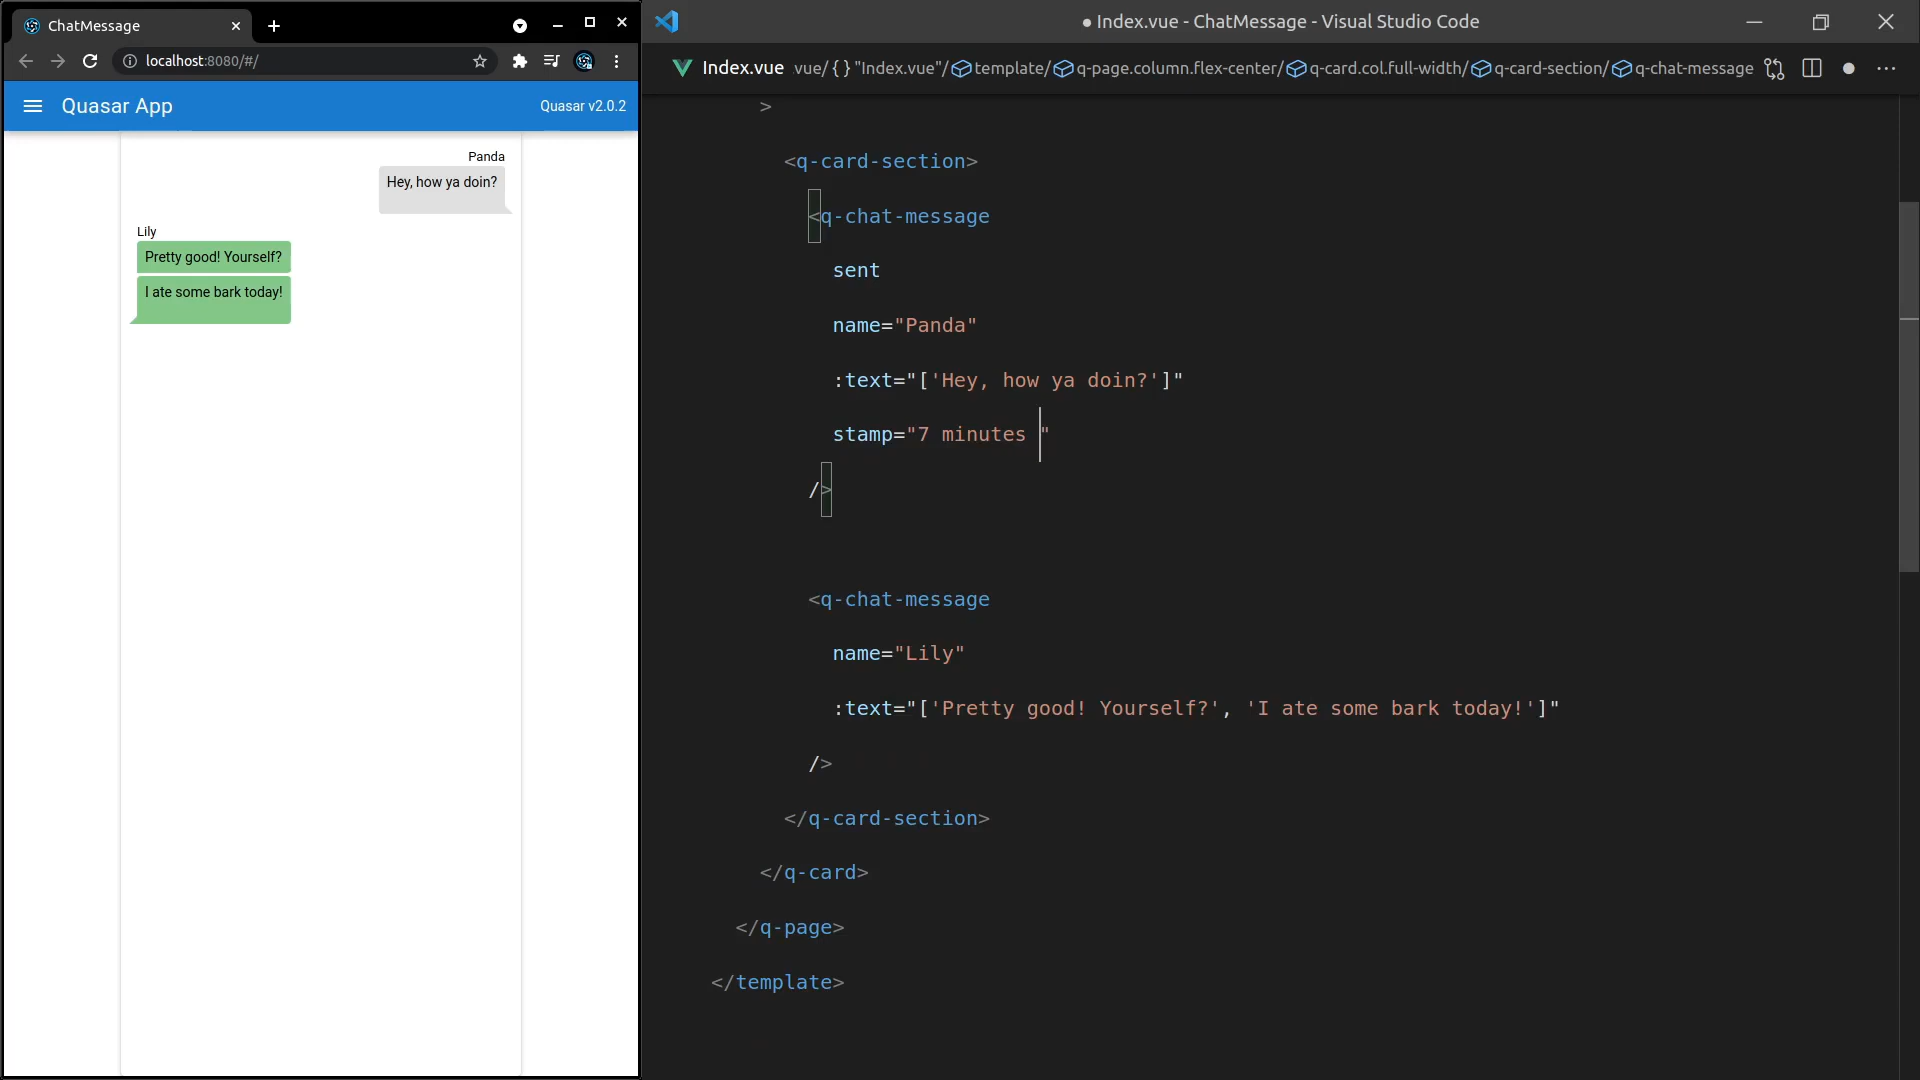 ChatMessage
localhost:8080/#/
Quasar App
Quasar v2.0.2
Panda
Hey, how ya doin?
Lily
Pretty good! Yourself?
I ate some bark today!
● Index.vue - ChatMessage - Visual Studio Code
Index.vue .vue/ {} "Index.vue"/ template/ q-page.column.flex-center/ q-card.col.full-width/ q-card-section/ q-chat-message
>
<q-card-section>
<q-chat-message
sent
name="Panda"
:text="['Hey, how ya doin?']"
stamp="7 minutes "
/>
<q-chat-message
name="Lily"
:text="['Pretty good! Yourself?', 'I ate some bark today!']"
/>
</q-card-section>
</q-card>
</q-page>
</template>